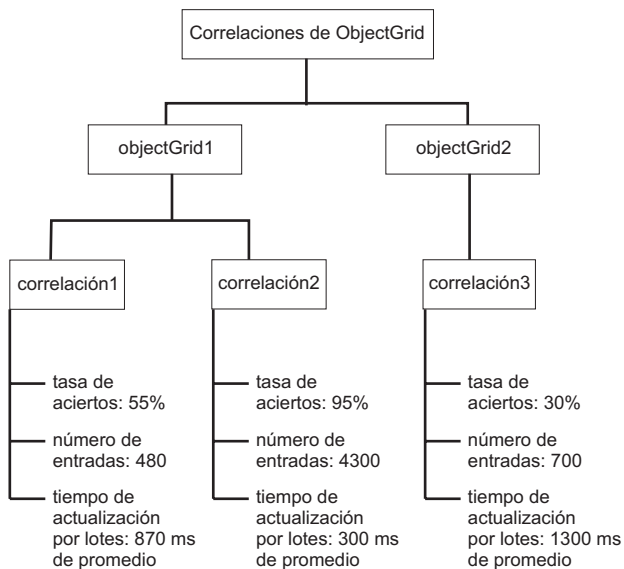 Correlaciones de ObjectGrid
objectGrid1
objectGrid2
correlación1
correlación2
correlación3
tasa de
aciertos: 55%
número de
entradas: 480
tiempo de
actualización
por lotes: 870 ms
de promedio
tasa de
aciertos: 95%
número de
entradas: 4300
tiempo de
actualización
por lotes: 300 ms
de promedio
tasa de
aciertos: 30%
número de
entradas: 700
tiempo de
actualización
por lotes: 1300 ms
de promedio